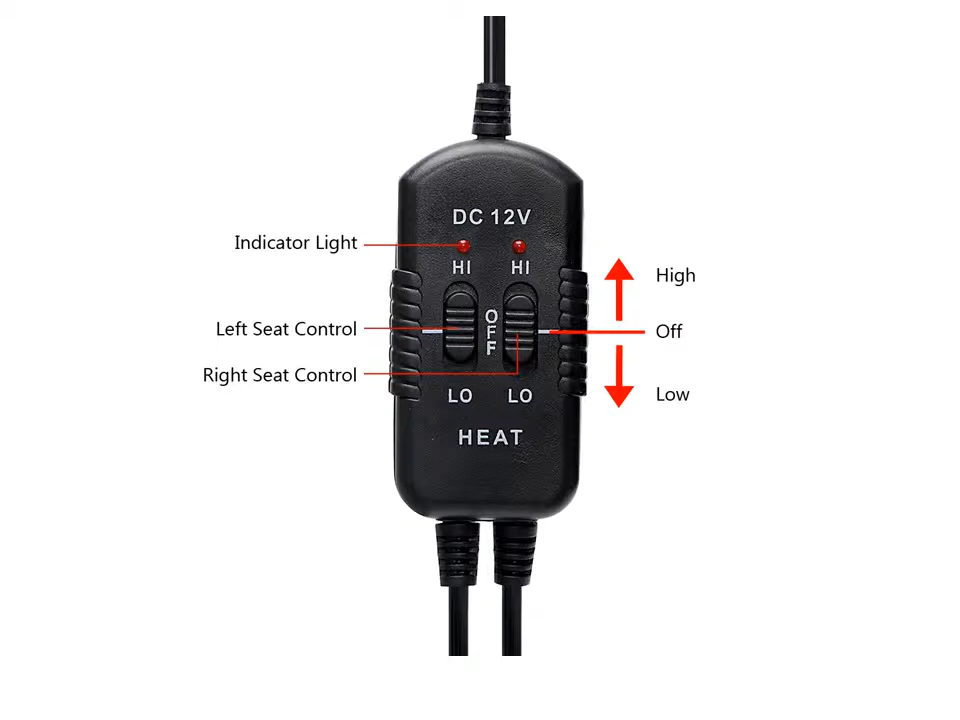 DC 12V
Indicator Light
HI HI
High
Left Seat Control
OFF
Off
Right Seat Control
LO LO
Low
HEAT